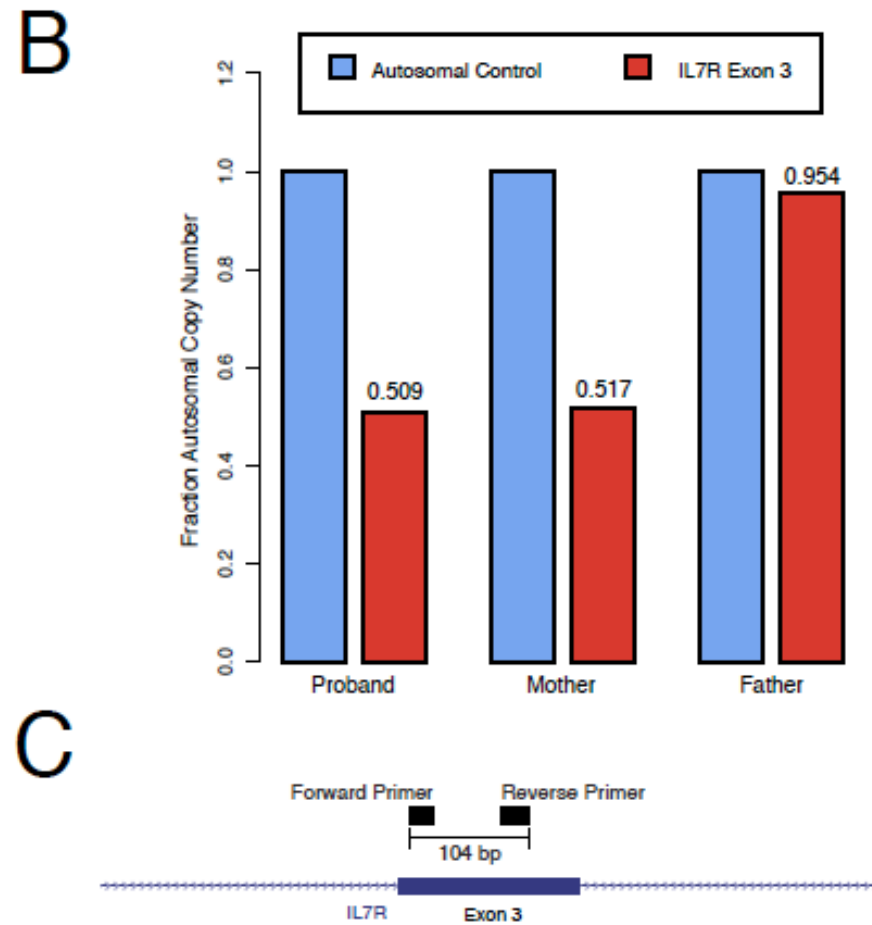 B
Autosomal Control
IL7R Exon 3
Fraction Autosomal Copy Number
1.2
1.0
0.8
0.6
0.4
0.2
0.0
0.509
0.517
0.954
Proband
Mother
Father
C
Forward Primer
Reverse Primer
104 bp
IL7R
Exon 3